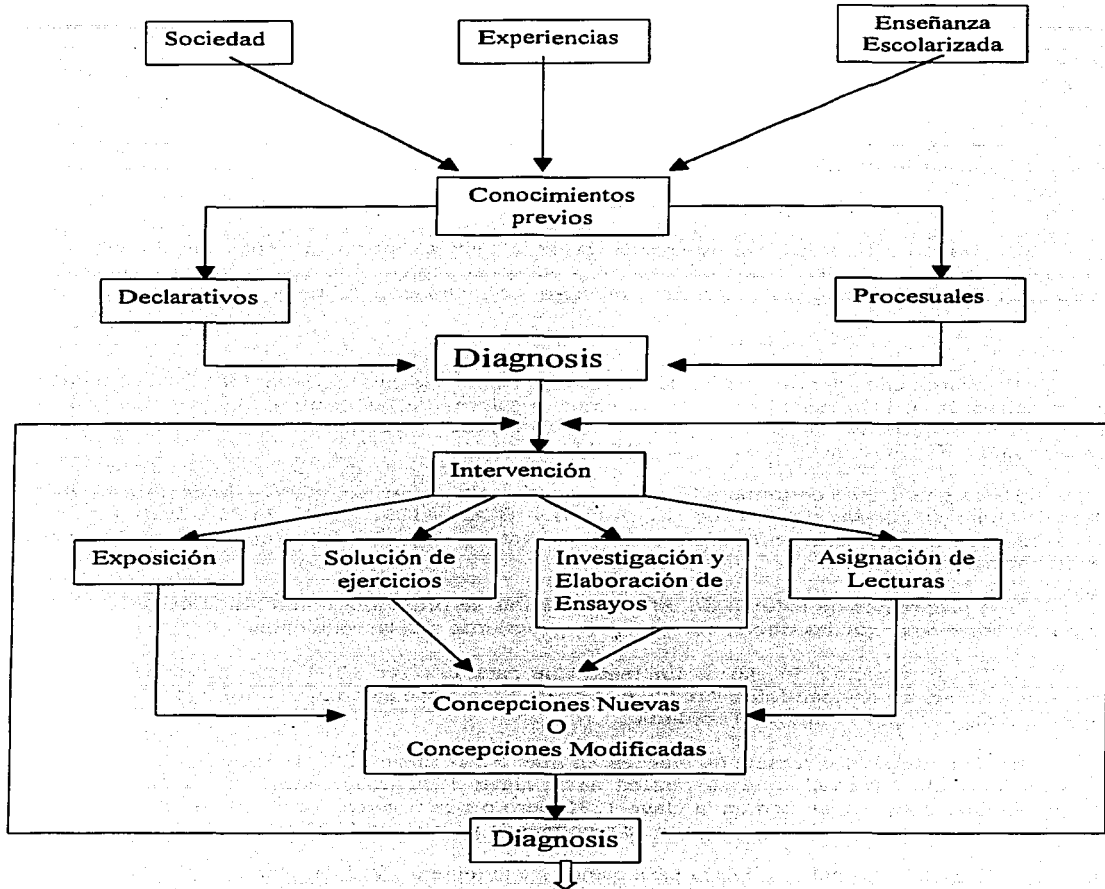 Sociedad
Experiencias
Enseñanza
Escolarizada
Conocimientos
previos
Declarativos
Procesuales
Diagnosis
Intervención
Exposición
Solución de
ejercicios
Investigación y
Elaboración de
Ensayos
Asignación de
Lecturas
Concepciones Nuevas
O
Concepciones Modificadas
Diagnosis